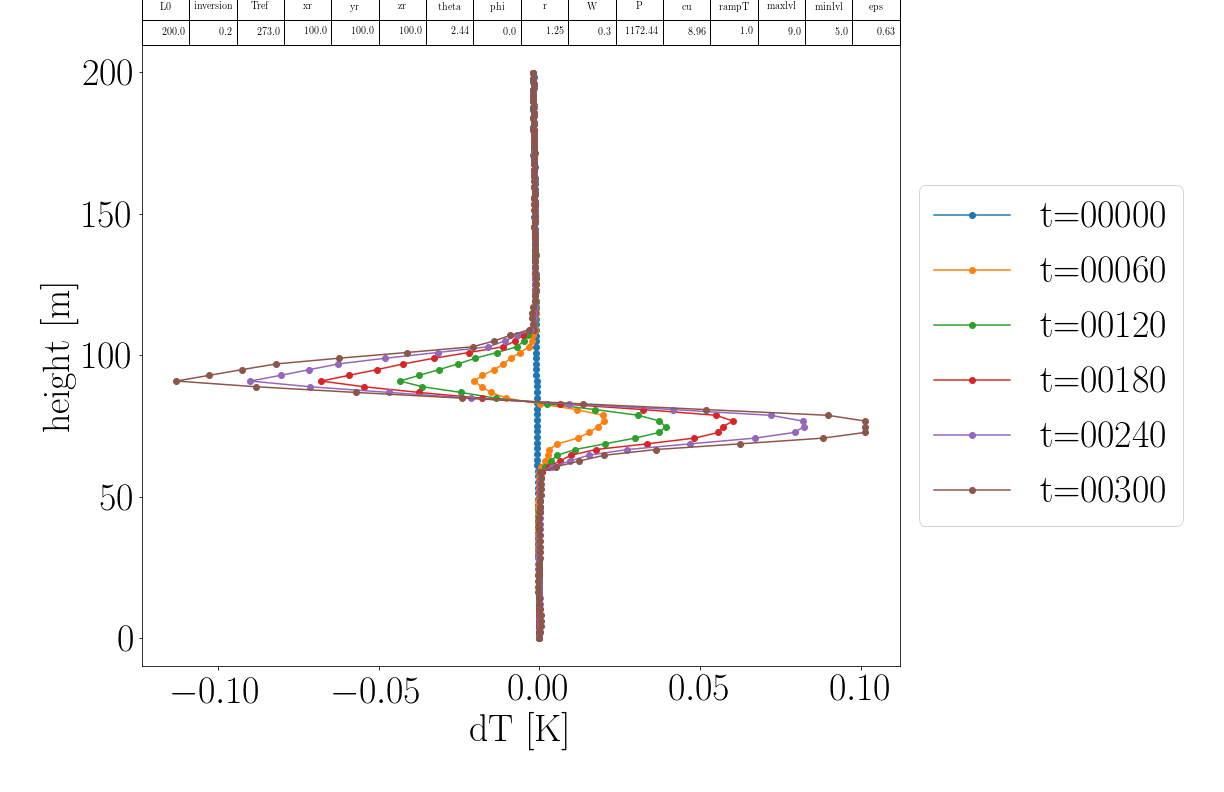 L0 inversion Tref xr yr zr theta phi r W P cu rampT maxlvl minlvl eps
200.0 0.2 273.0 100.0 100.0 100.0 2.44 0.0 1.25 0.3 1172.44 8.96 1.0 9.0 5.0 0.63
200
150
100
50
0
height [m]
−0.10 −0.05 0.00 0.05 0.10
dT [K]
t=00000
t=00060
t=00120
t=00180
t=00240
t=00300